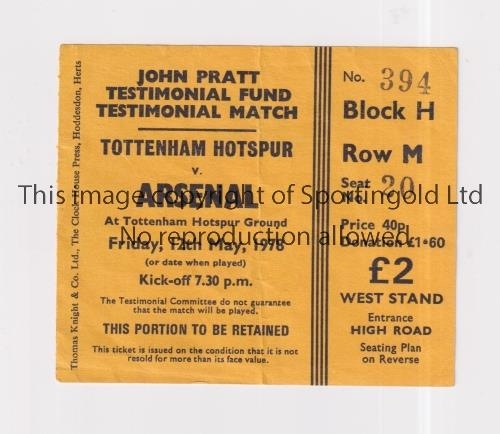 Thomas Knight & Co. Ltd., The Clock House Press, Hoddesdon, Herts
JOHN PRATT
TESTIMONIAL FUND
TESTIMONIAL MATCH
TOTTENHAM HOTSPUR
V.
ARSENAL
At Tottenham Hotspur Ground
Friday, 12th May, 1978
(or date when played)
Kick-off 7.30 p.m.
The Testimonial Committee do not guarantee
that the match will be played.
THIS PORTION TO BE RETAINED
This ticket is issued on the condition that it is not
resold for more than its face value.
No. 394
Block H
Row M
Seat
No. 20
Price 40p
Donation £1·60
£2
WEST STAND
Entrance
HIGH ROAD
Seating Plan
on Reverse
This image copyright of Sportingold Ltd
No reproduction allowed.